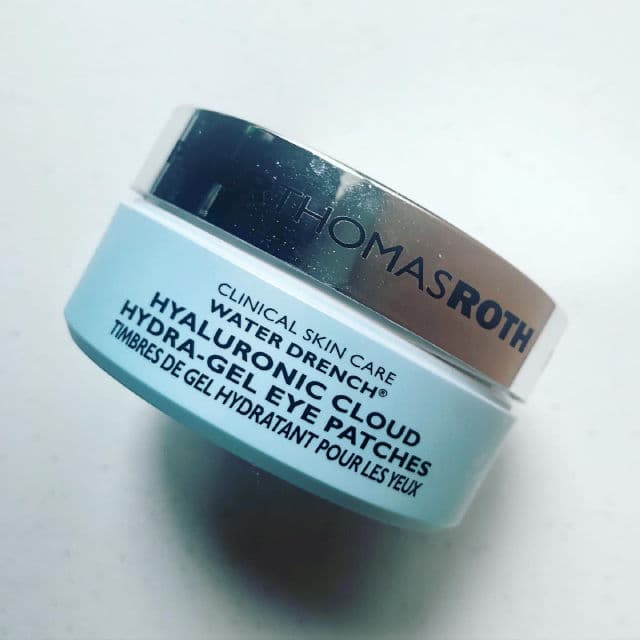 THOMASROTH
CLINICAL SKIN CARE
WATER DRENCH®
HYALURONIC CLOUD
HYDRA-GEL EYE PATCHES
TIMBRES DE GEL HYDRATANT POUR LES YEUX